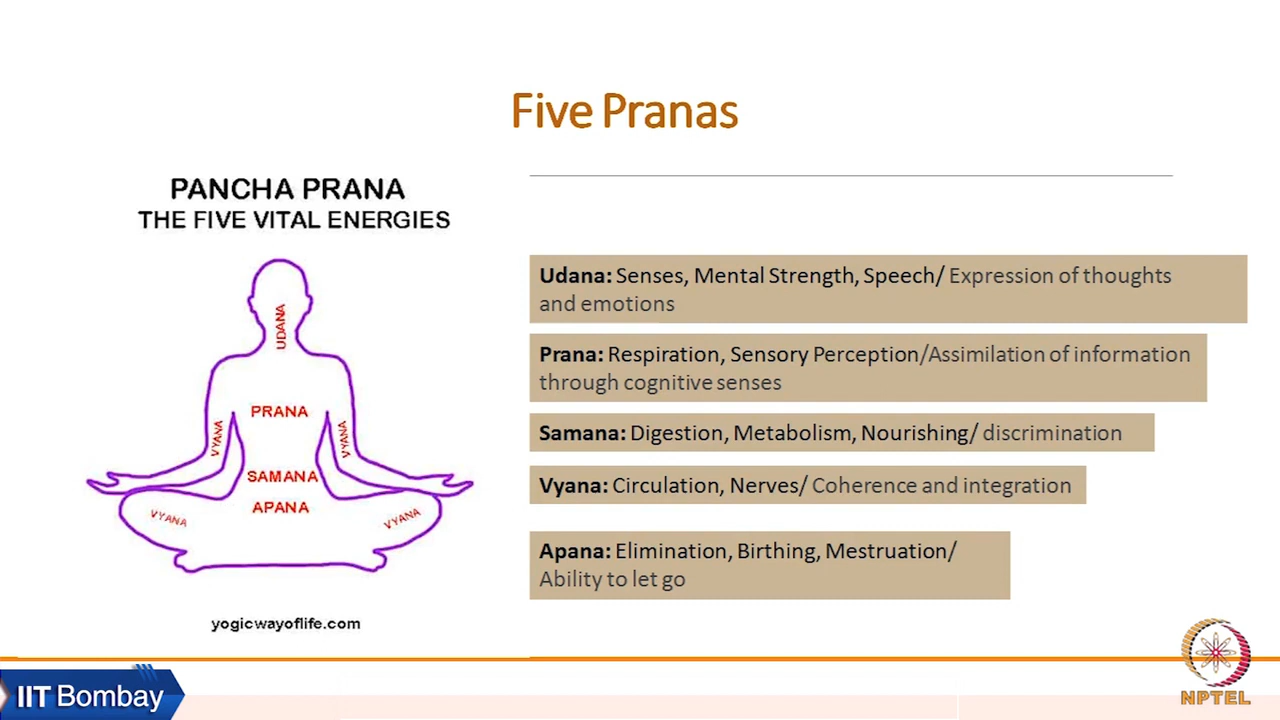 Five Pranas
PANCHA PRANA
THE FIVE VITAL ENERGIES
UDANA
PRANA
VYANA
VYANA
SAMANA
APANA
VYANA
VYANA
yogicwayoflife.com
Udana: Senses, Mental Strength, Speech/ Expression of thoughts
and emotions
Prana: Respiration, Sensory Perception/Assimilation of information
through cognitive senses
Samana: Digestion, Metabolism, Nourishing/ discrimination
Vyana: Circulation, Nerves/ Coherence and integration
Apana: Elimination, Birthing, Mestruation/
Ability to let go
IIT Bombay
NPTEL